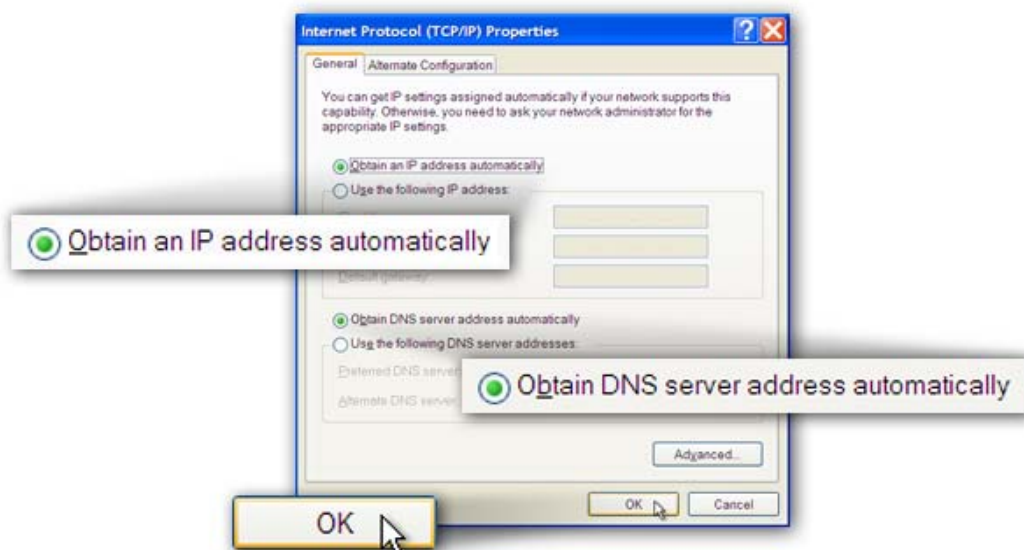 Internet Protocol (TCP/IP) Properties
General
Alternate Configuration
You can get IP settings assigned automatically if your network supports this
capability. Otherwise, you need to ask your network administrator for the
appropriate IP settings.
Obtain an IP address automatically
Use the following IP address:
Obtain an IP address automatically
Default gateway:
Obtain DNS server address automatically
Use the following DNS server addresses:
Preferred DNS server
Obtain DNS server address automatically
Alternate DNS server
Advanced...
OK
Cancel
OK